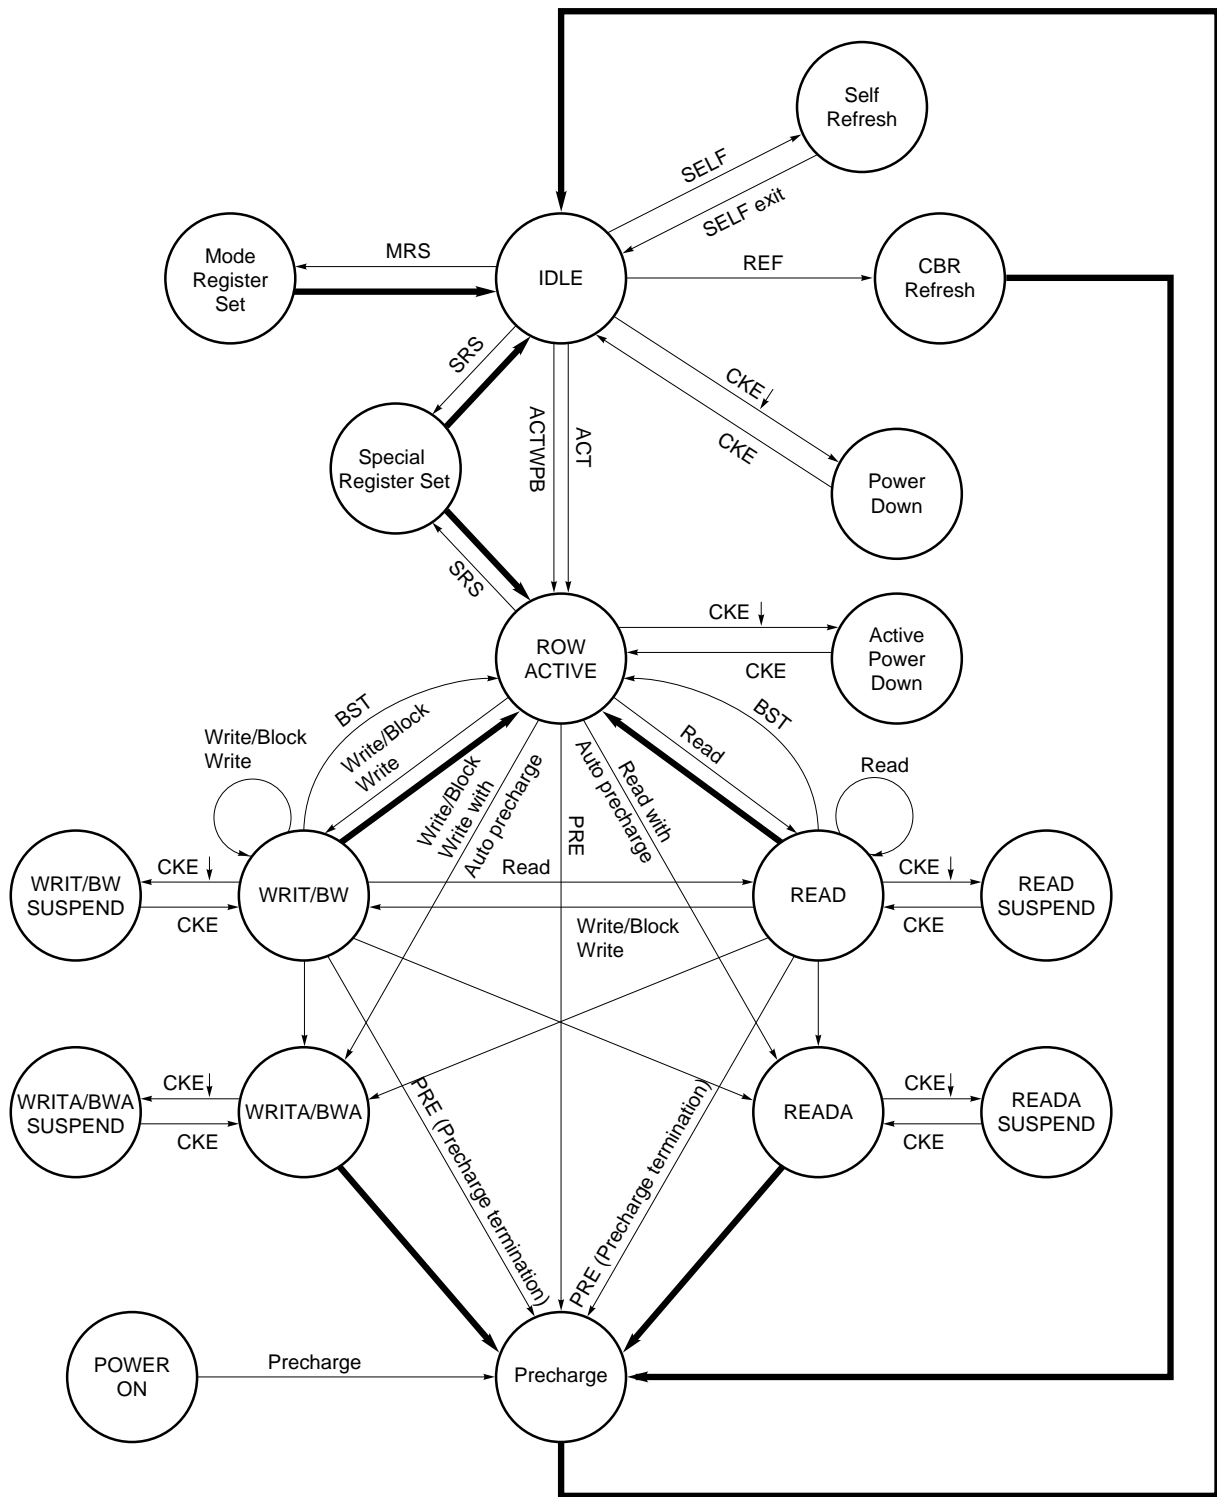 Self
Refresh
SELF
SELF exit
Mode
Register
Set
MRS
IDLE
REF
CBR
Refresh
SRS
ACTWPB
ACT
CKE
CKE
Special
Register Set
Power
Down
SRS
ROW
ACTIVE
CKE
CKE
Active
Power
Down
BST
Write/Block
Write
Write/Block
Write
Write/Block
Write with
Auto precharge
PRE
Read with
Auto precharge
Read
BST
Read
WRIT/BW
SUSPEND
CKE
CKE
WRIT/BW
Read
Write/Block
Write
READ
CKE
CKE
READ
SUSPEND
WRITA/BWA
SUSPEND
CKE
CKE
WRITA/BWA
PRE (Precharge termination)
PRE (Precharge termination)
READA
CKE
CKE
READA
SUSPEND
POWER
ON
Precharge
Precharge